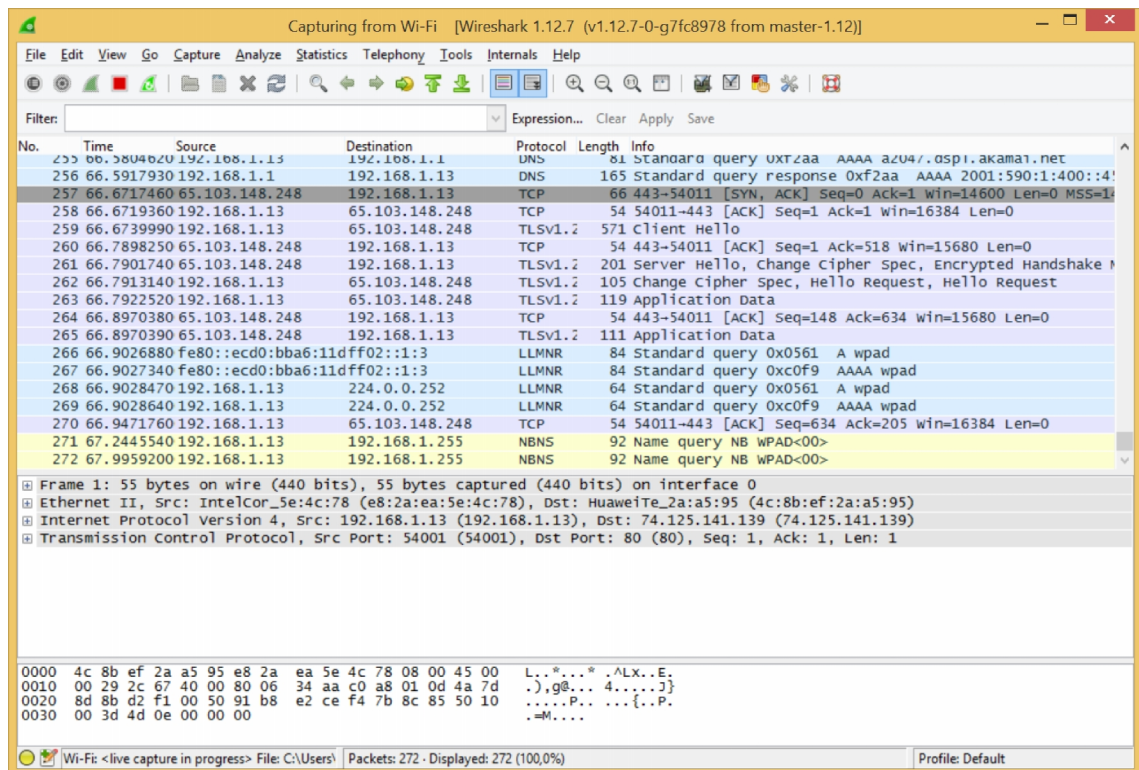 Capturing from Wi-Fi [Wireshark 1.12.7 (v1.12.7-0-g7fc8978 from master-1.12)]
File Edit View Go Capture Analyze Statistics Telephony Tools Internals Help
Filter: Expression... Clear Apply Save
No. Time Source Destination Protocol Length Info
255 66.5804620 192.168.1.13 192.168.1.1 DNS 81 Standard query 0xf2aa AAAA a2047.dspl.akamai.net
256 66.5917930 192.168.1.1 192.168.1.13 DNS 165 Standard query response 0xf2aa AAAA 2001:590:1:400::4
257 66.6717460 65.103.148.248 192.168.1.13 TCP 66 443→54011 [SYN, ACK] Seq=0 Ack=1 Win=14600 Len=0 MSS=14
258 66.6719360 192.168.1.13 65.103.148.248 TCP 54 54011→443 [ACK] Seq=1 Ack=1 Win=16384 Len=0
259 66.6739990 192.168.1.13 65.103.148.248 TLSv1.2 571 Client Hello
260 66.7898250 65.103.148.248 192.168.1.13 TCP 54 443→54011 [ACK] Seq=1 Ack=518 Win=15680 Len=0
261 66.7901740 65.103.148.248 192.168.1.13 TLSv1.2 201 Server Hello, Change Cipher Spec, Encrypted Handshake M
262 66.7913140 192.168.1.13 65.103.148.248 TLSv1.2 105 Change Cipher Spec, Hello Request, Hello Request
263 66.7922520 192.168.1.13 65.103.148.248 TLSv1.2 119 Application Data
264 66.8970380 65.103.148.248 192.168.1.13 TCP 54 443→54011 [ACK] Seq=148 Ack=634 Win=15680 Len=0
265 66.8970390 65.103.148.248 192.168.1.13 TLSv1.2 111 Application Data
266 66.9026880 fe80::ecd0:bba6:11dff02::1:3 LLMNR 84 Standard query 0x0561 A wpad
267 66.9027340 fe80::ecd0:bba6:11dff02::1:3 LLMNR 84 Standard query 0xc0f9 AAAA wpad
268 66.9028470 192.168.1.13 224.0.0.252 LLMNR 64 Standard query 0x0561 A wpad
269 66.9028640 192.168.1.13 224.0.0.252 LLMNR 64 Standard query 0xc0f9 AAAA wpad
270 66.9471760 192.168.1.13 65.103.148.248 TCP 54 54011→443 [ACK] Seq=634 Ack=205 Win=16384 Len=0
271 67.2445540 192.168.1.13 192.168.1.255 NBNS 92 Name query NB WPAD<00>
272 67.9959200 192.168.1.13 192.168.1.255 NBNS 92 Name query NB WPAD<00>
Frame 1: 55 bytes on wire (440 bits), 55 bytes captured (440 bits) on interface 0
Ethernet II, Src: IntelCor_5e:4c:78 (e8:2a:ea:5e:4c:78), Dst: HuaweiTe_2a:a5:95 (4c:8b:ef:2a:a5:95)
Internet Protocol Version 4, Src: 192.168.1.13 (192.168.1.13), Dst: 74.125.141.139 (74.125.141.139)
Transmission Control Protocol, Src Port: 54001 (54001), Dst Port: 80 (80), Seq: 1, Ack: 1, Len: 1
0000 4c 8b ef 2a a5 95 e8 2a ea 5e 4c 78 08 00 45 00 L..*...* .^Lx..E.
0010 00 29 2c 67 40 00 80 06 34 aa c0 a8 01 0d 4a 7d .),g@... 4.....J}
0020 8d 8b d2 f1 00 50 91 b8 e2 ce f4 7b 8c 85 50 10 .....P.. ...{..P.
0030 00 3d 4d 0e 00 00 00 .=M....
Wi-Fi: <live capture in progress> File: C:\Users\ Packets: 272 · Displayed: 272 (100,0%) Profile: Default